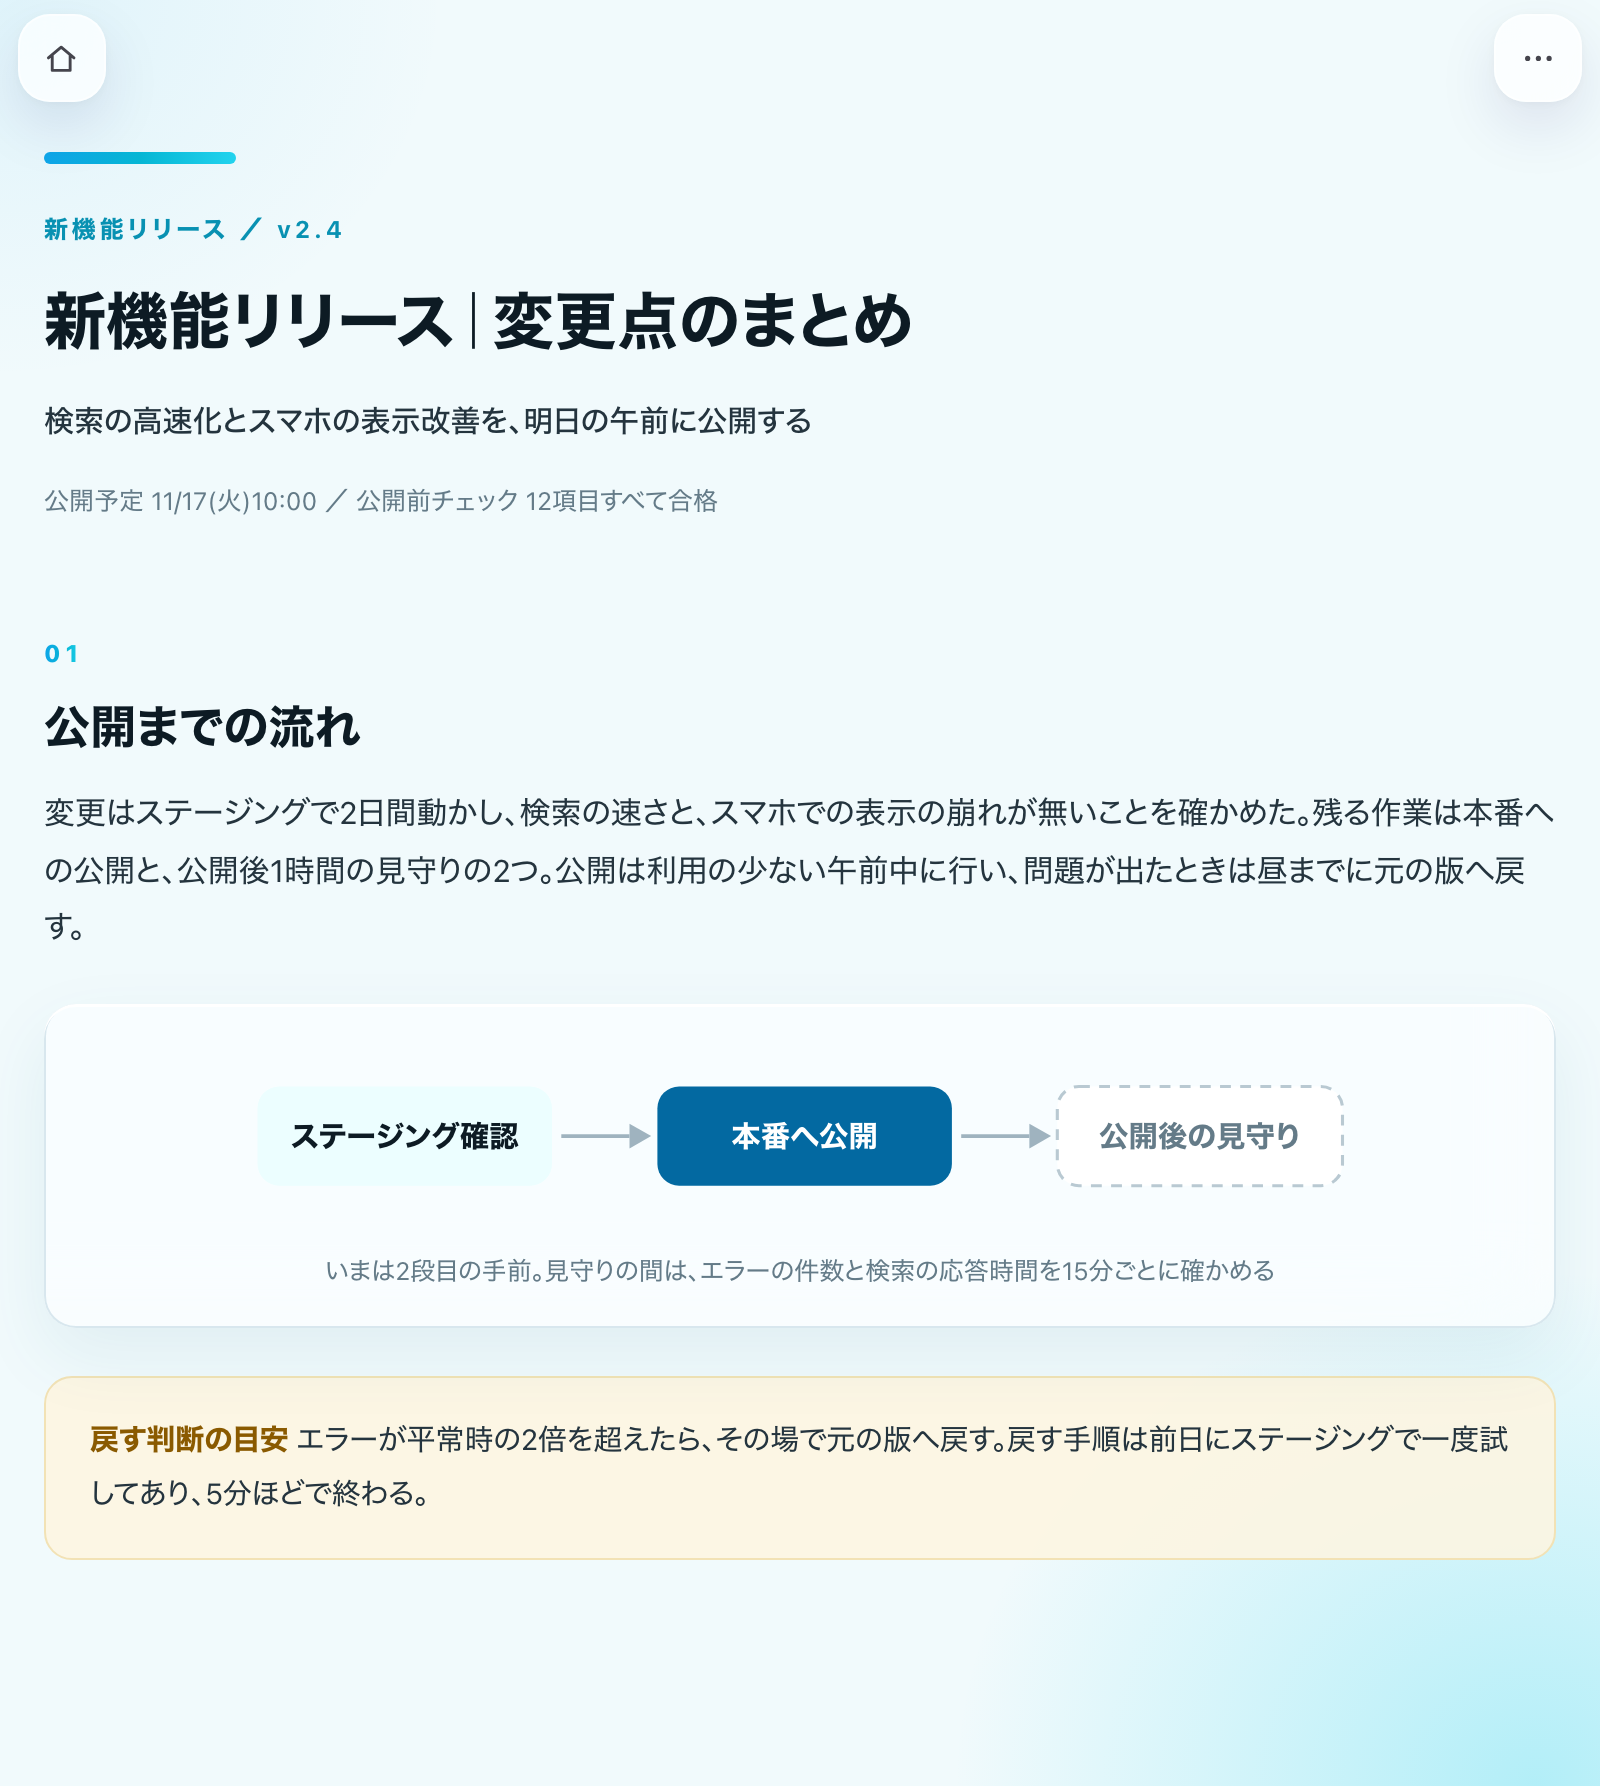 新機能リリース ／ v2.4
新機能リリース｜変更点のまとめ
検索の高速化とスマホの表示改善を、明日の午前に公開する
公開予定 11/17(火)10:00 ／ 公開前チェック 12項目すべて合格
01
公開までの流れ
変更はステージングで2日間動かし、検索の速さと、スマホでの表示の崩れが無いことを確かめた。残る作業は本番へ
の公開と、公開後1時間の見守りの2つ。公開は利用の少ない午前中に行い、問題が出たときは昼までに元の版へ戻
す。
ステージング確認
本番へ公開
公開後の見守り
いまは2段目の手前。見守りの間は、エラーの件数と検索の応答時間を15分ごとに確かめる
戻す判断の目安 エラーが平常時の2倍を超えたら、その場で元の版へ戻す。戻す手順は前日にステージングで一度試
してあり、5分ほどで終わる。